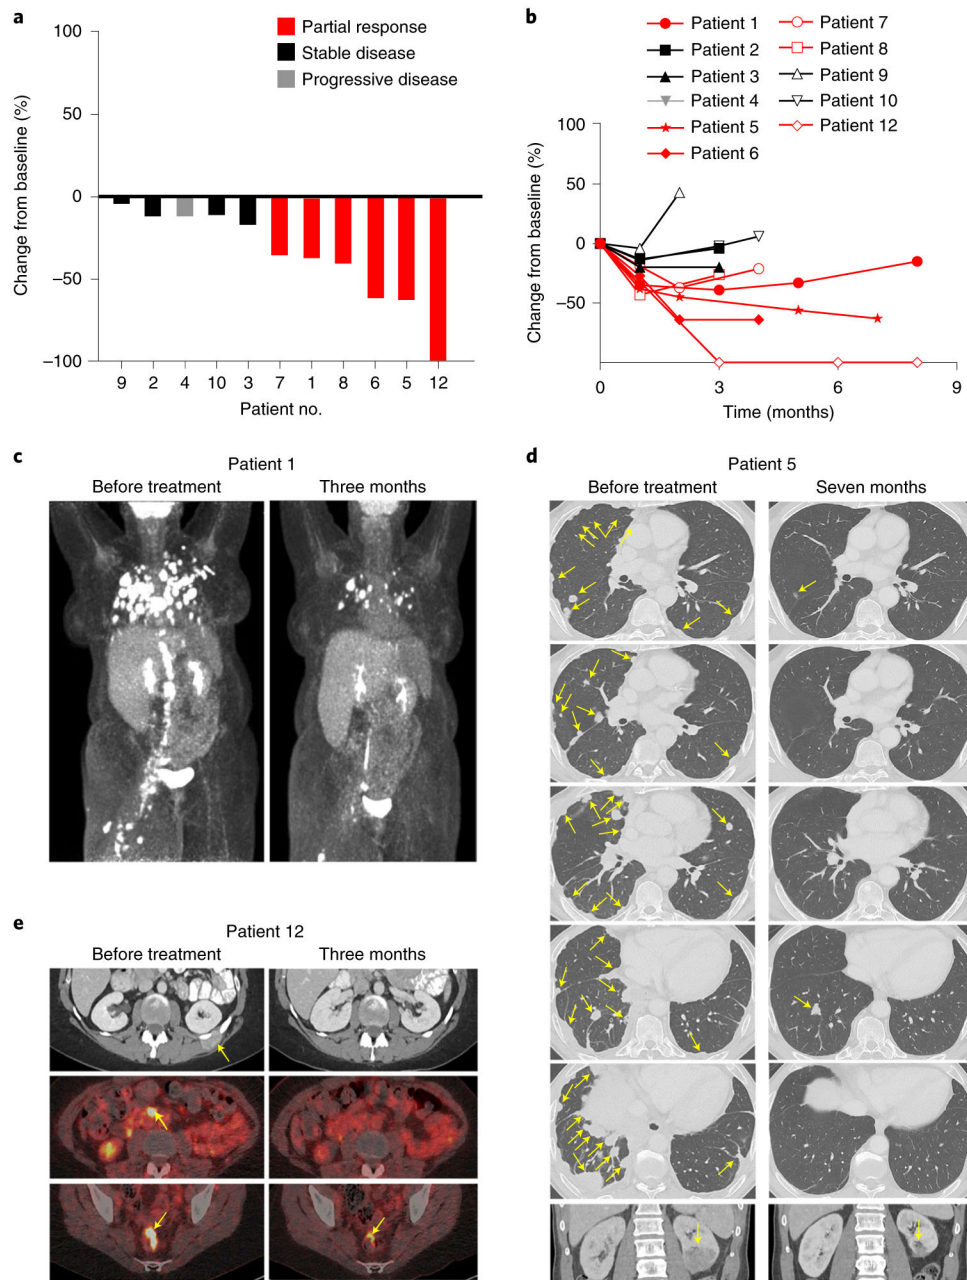 a
Change from baseline (%)
100
50
0
−50
−100
Partial response
Stable disease
Progressive disease
9 2 4 10 3 7 1 8 6 5 12
Patient no.
b
Patient 1
Patient 2
Patient 3
Patient 4
Patient 5
Patient 6
Patient 7
Patient 8
Patient 9
Patient 10
Patient 12
Change from baseline (%)
100
50
0
−50
0 3 6 9
Time (months)
c
Patient 1
Before treatment Three months
d
Patient 5
Before treatment Seven months
e
Patient 12
Before treatment Three months